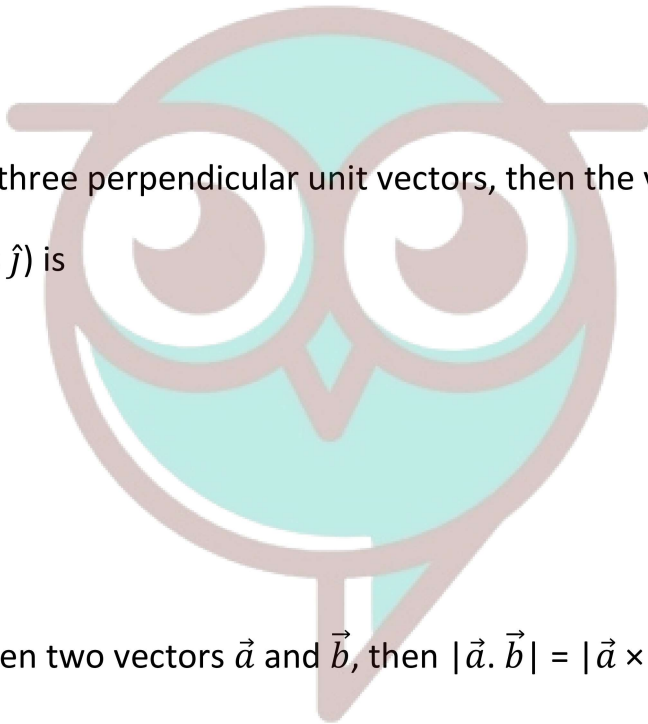 three perpendicular unit vectors, then the
ĵ) is
en two vectors a⃗ and b⃗, then |a⃗. b⃗| = |a⃗ ×